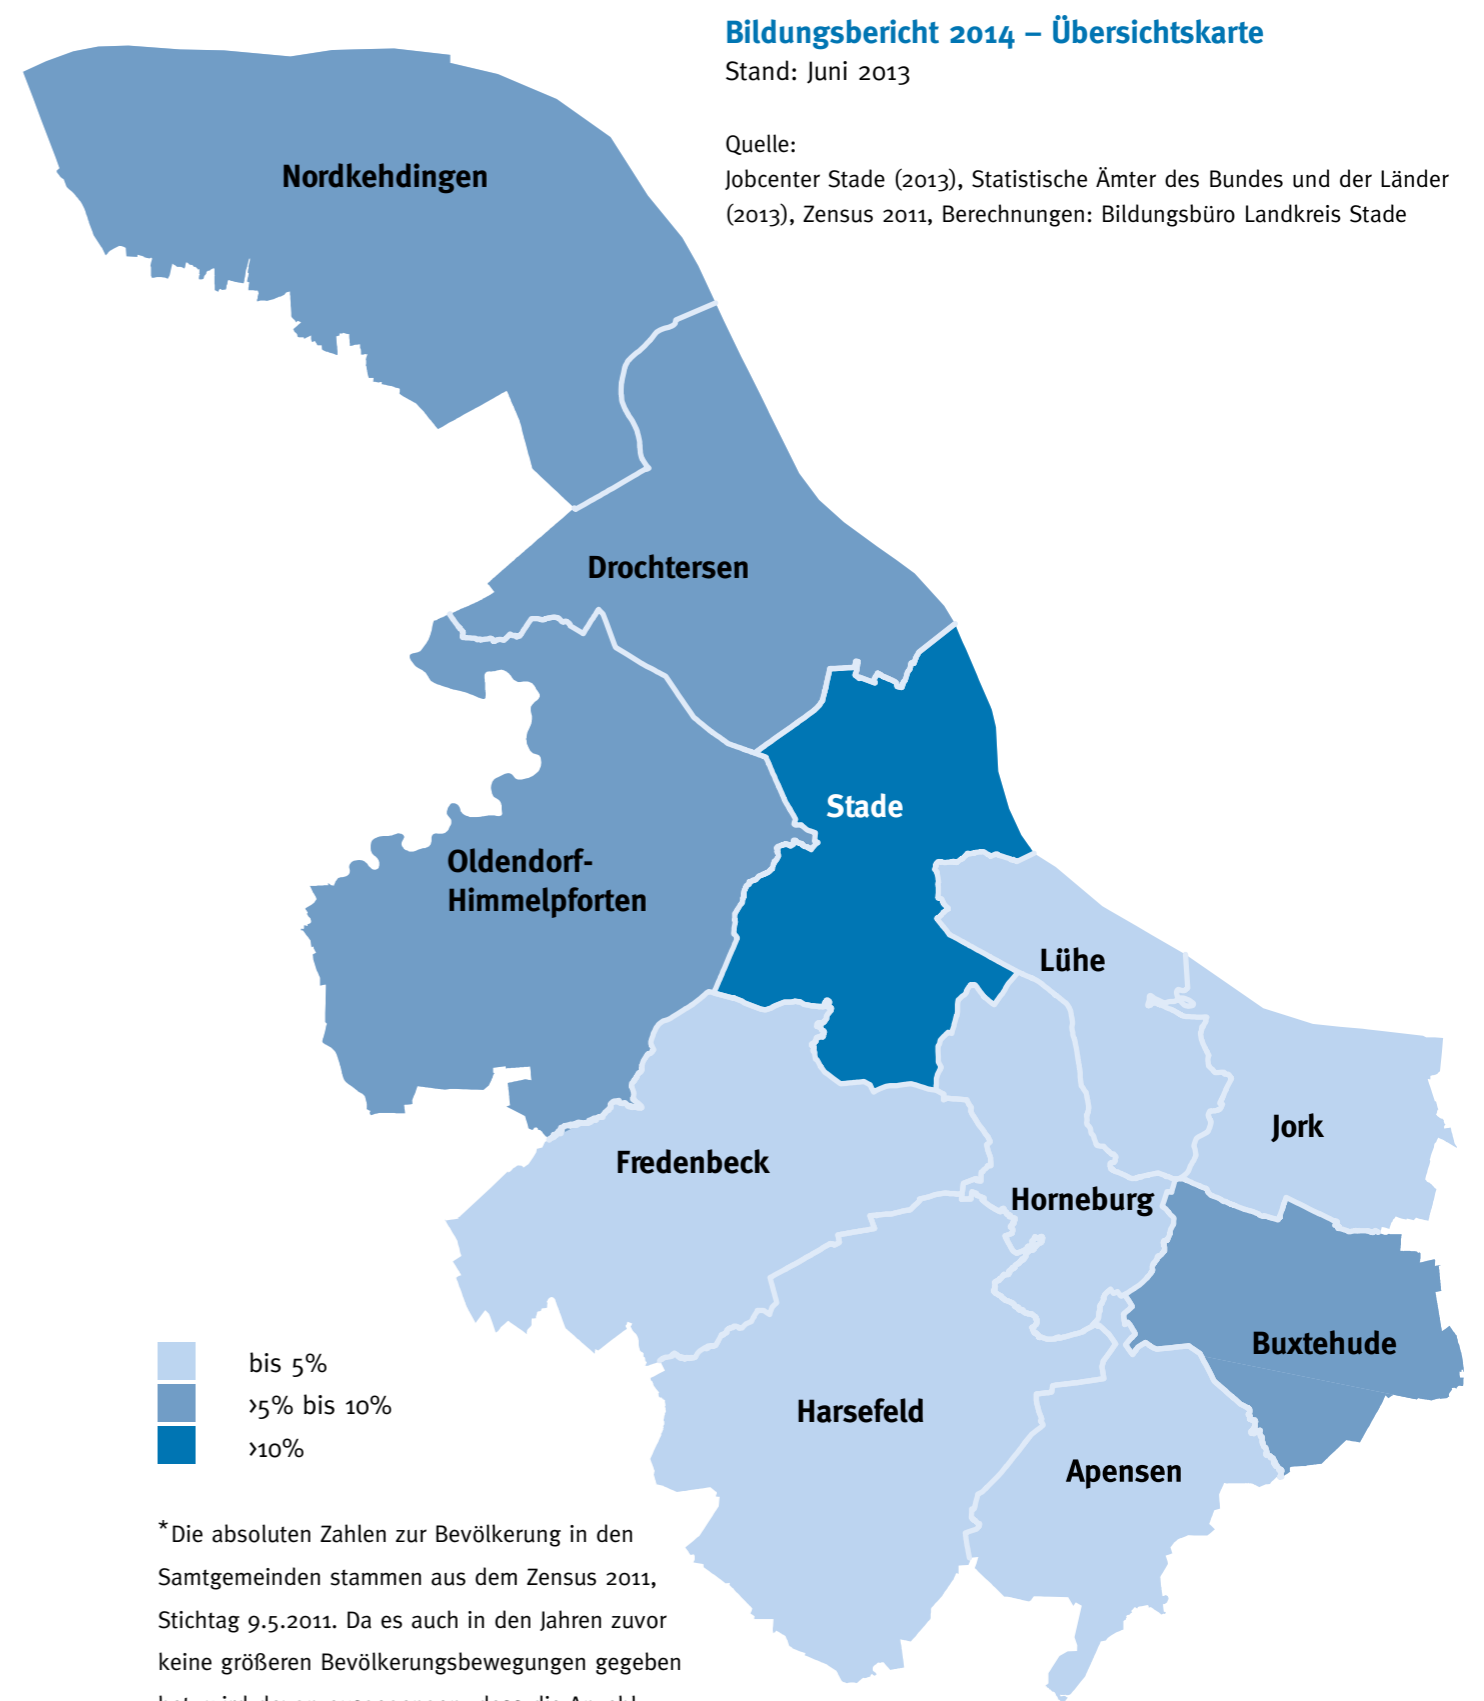 Bildungsbericht 2014 – Übersichtskarte
Stand: Juni 2013
Quelle:
Jobcenter Stade (2013), Statistische Ämter des Bundes und der Länder
(2013), Zensus 2011, Berechnungen: Bildungsbüro Landkreis Stade
Nordkehdingen
Drochtersen
Stade
Oldendorf-
Himmelpforten
Lühe
Jork
Fredenbeck
Horneburg
Buxtehude
Harsefeld
Apensen
bis 5%
>5% bis 10%
>10%
*Die absoluten Zahlen zur Bevölkerung in den
Samtgemeinden stammen aus dem Zensus 2011,
Stichtag 9.5.2011. Da es auch in den Jahren zuvor
keine größeren Bevölkerungsbewegungen gegeben